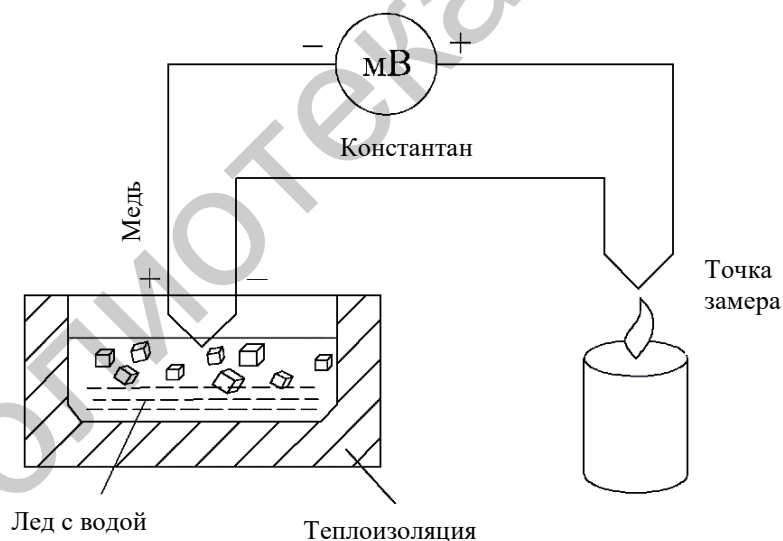 − мВ +
Константан
Медь
+ −
Точка
замера
Лед с водой
Теплоизоляция